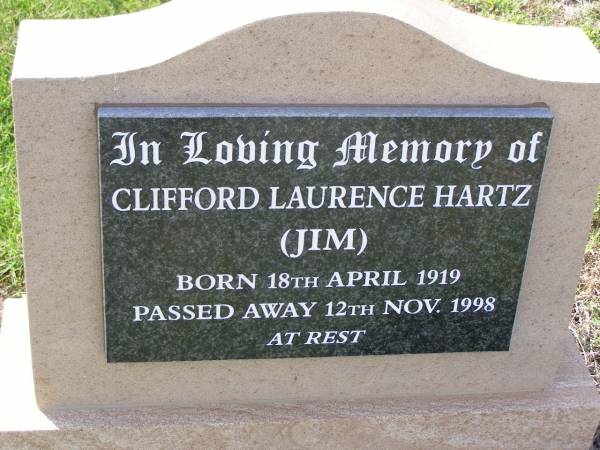 In Loving Memory of
CLIFFORD LAURENCE HARTZ
(JIM)
BORN 18TH APRIL 1919
PASSED AWAY 12TH NOV. 1998
AT REST